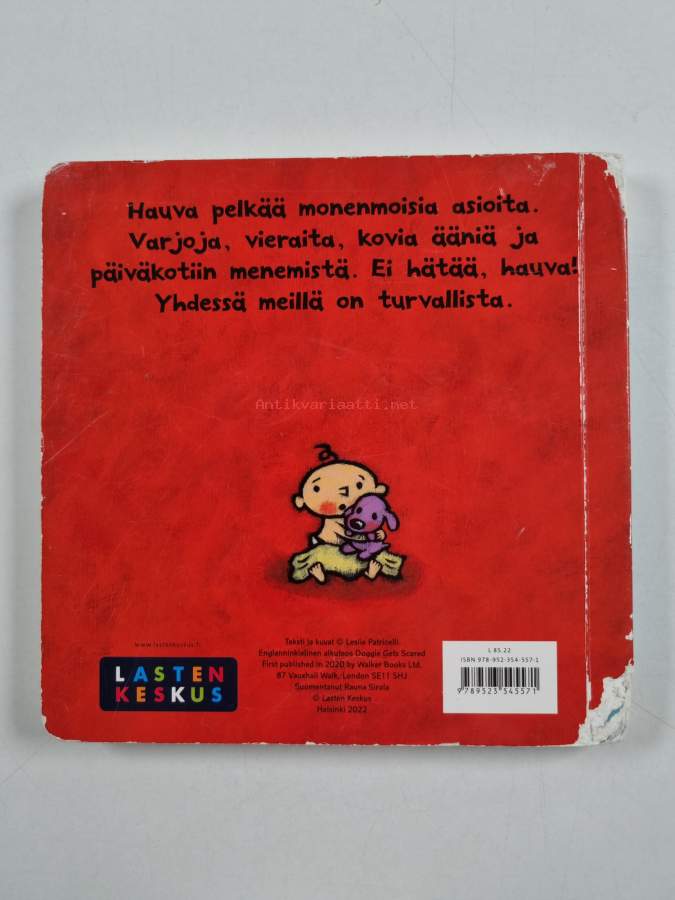 Hauva pelkää monenmoisia asioita.
Varjoja, vieraita, kovia ääniä ja
päiväkotiin menemistä. Ei hätää, hauva!
Yhdessä meillä on turvallista.
Antikvariaatti.net
www.lastenkeskus.fi
LASTEN
KESKUS
Teksti ja kuvat © Leslie Patricelli
Englanninkielinen alkuteos Doggie Gets Scared
First published in 2020 by Walker Books Ltd.
87 Vauxhall Walk, London SE11 5HJ
Suomentanut Rauna Sirola
© Lasten Keskus
Helsinki 2022
L 85.22
ISBN 978-952-354-557-1
9 789523 545571